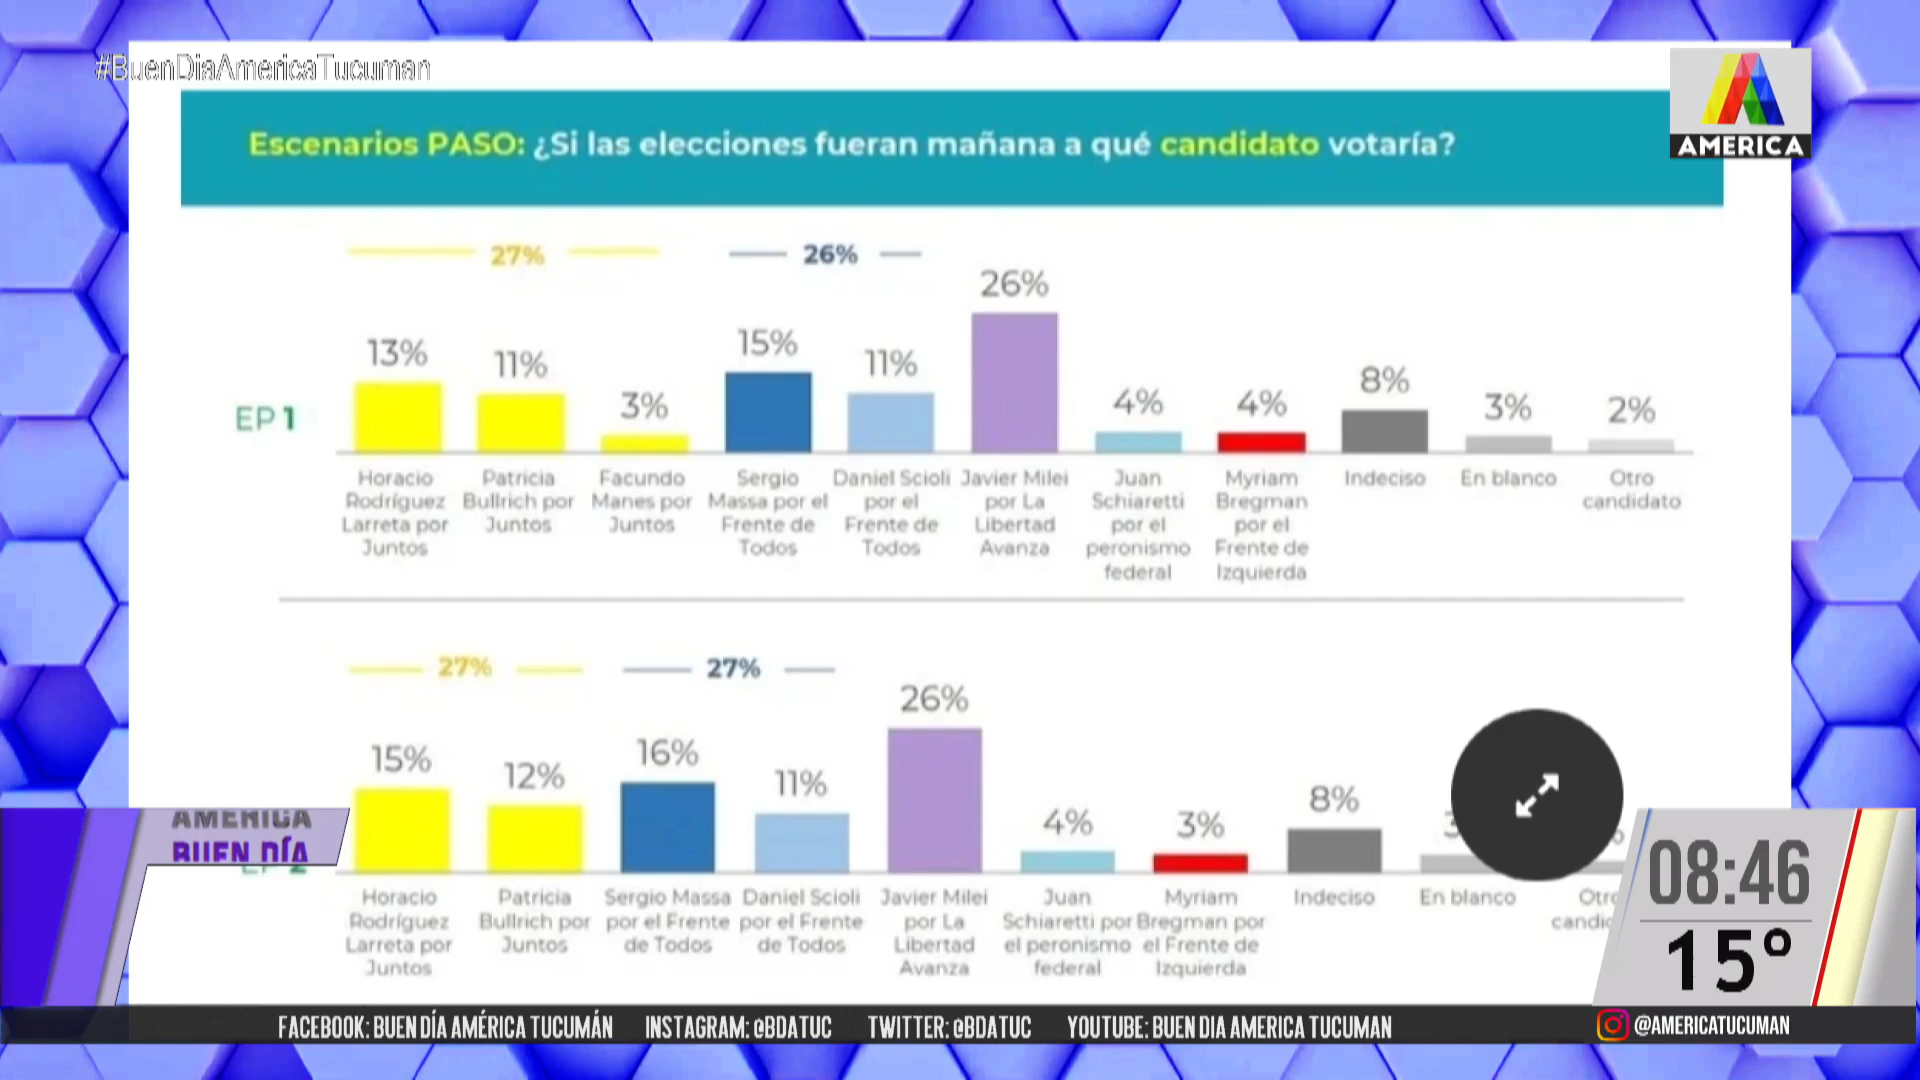 #BuenDiaAmericaTucuman
AMERICA
Escenarios PASO: ¿Si las elecciones fueran mañana a qué candidato votaría?
27%
26%
EP 1
13%
11%
3%
15%
11%
26%
4%
4%
8%
3%
2%
Horacio
Rodríguez
Larreta por
Juntos
Patricia
Bullrich por
Juntos
Facundo
Manes por
Juntos
Sergio
Massa por el
Frente de
Todos
Daniel Scioli
por el
Frente de
Todos
Javier Milei
por La
Libertad
Avanza
Juan
Schiaretti
por el
peronismo
federal
Myriam
Bregman
por el
Frente de
Izquierda
Indeciso
En blanco
Otro
candidato
27%
27%
15%
12%
16%
11%
26%
4%
3%
8%
Horacio
Rodríguez
Larreta por
Juntos
Patricia
Bullrich por
Juntos
Sergio Massa
por el Frente
de Todos
Daniel Scioli
por el Frente
de Todos
Javier Milei
por La
Libertad
Avanza
Juan
Schiaretti por
el peronismo
federal
Myriam
Bregman por
el Frente de
Izquierda
Indeciso
En blanco
AMERICA
BUEN DÍA
08:46
15°
FACEBOOK: BUEN DÍA AMÉRICA TUCUMÁN INSTAGRAM: @BDATUC TWITTER: @BDATUC YOUTUBE: BUEN DIA AMERICA TUCUMAN
@AMERICATUCUMAN